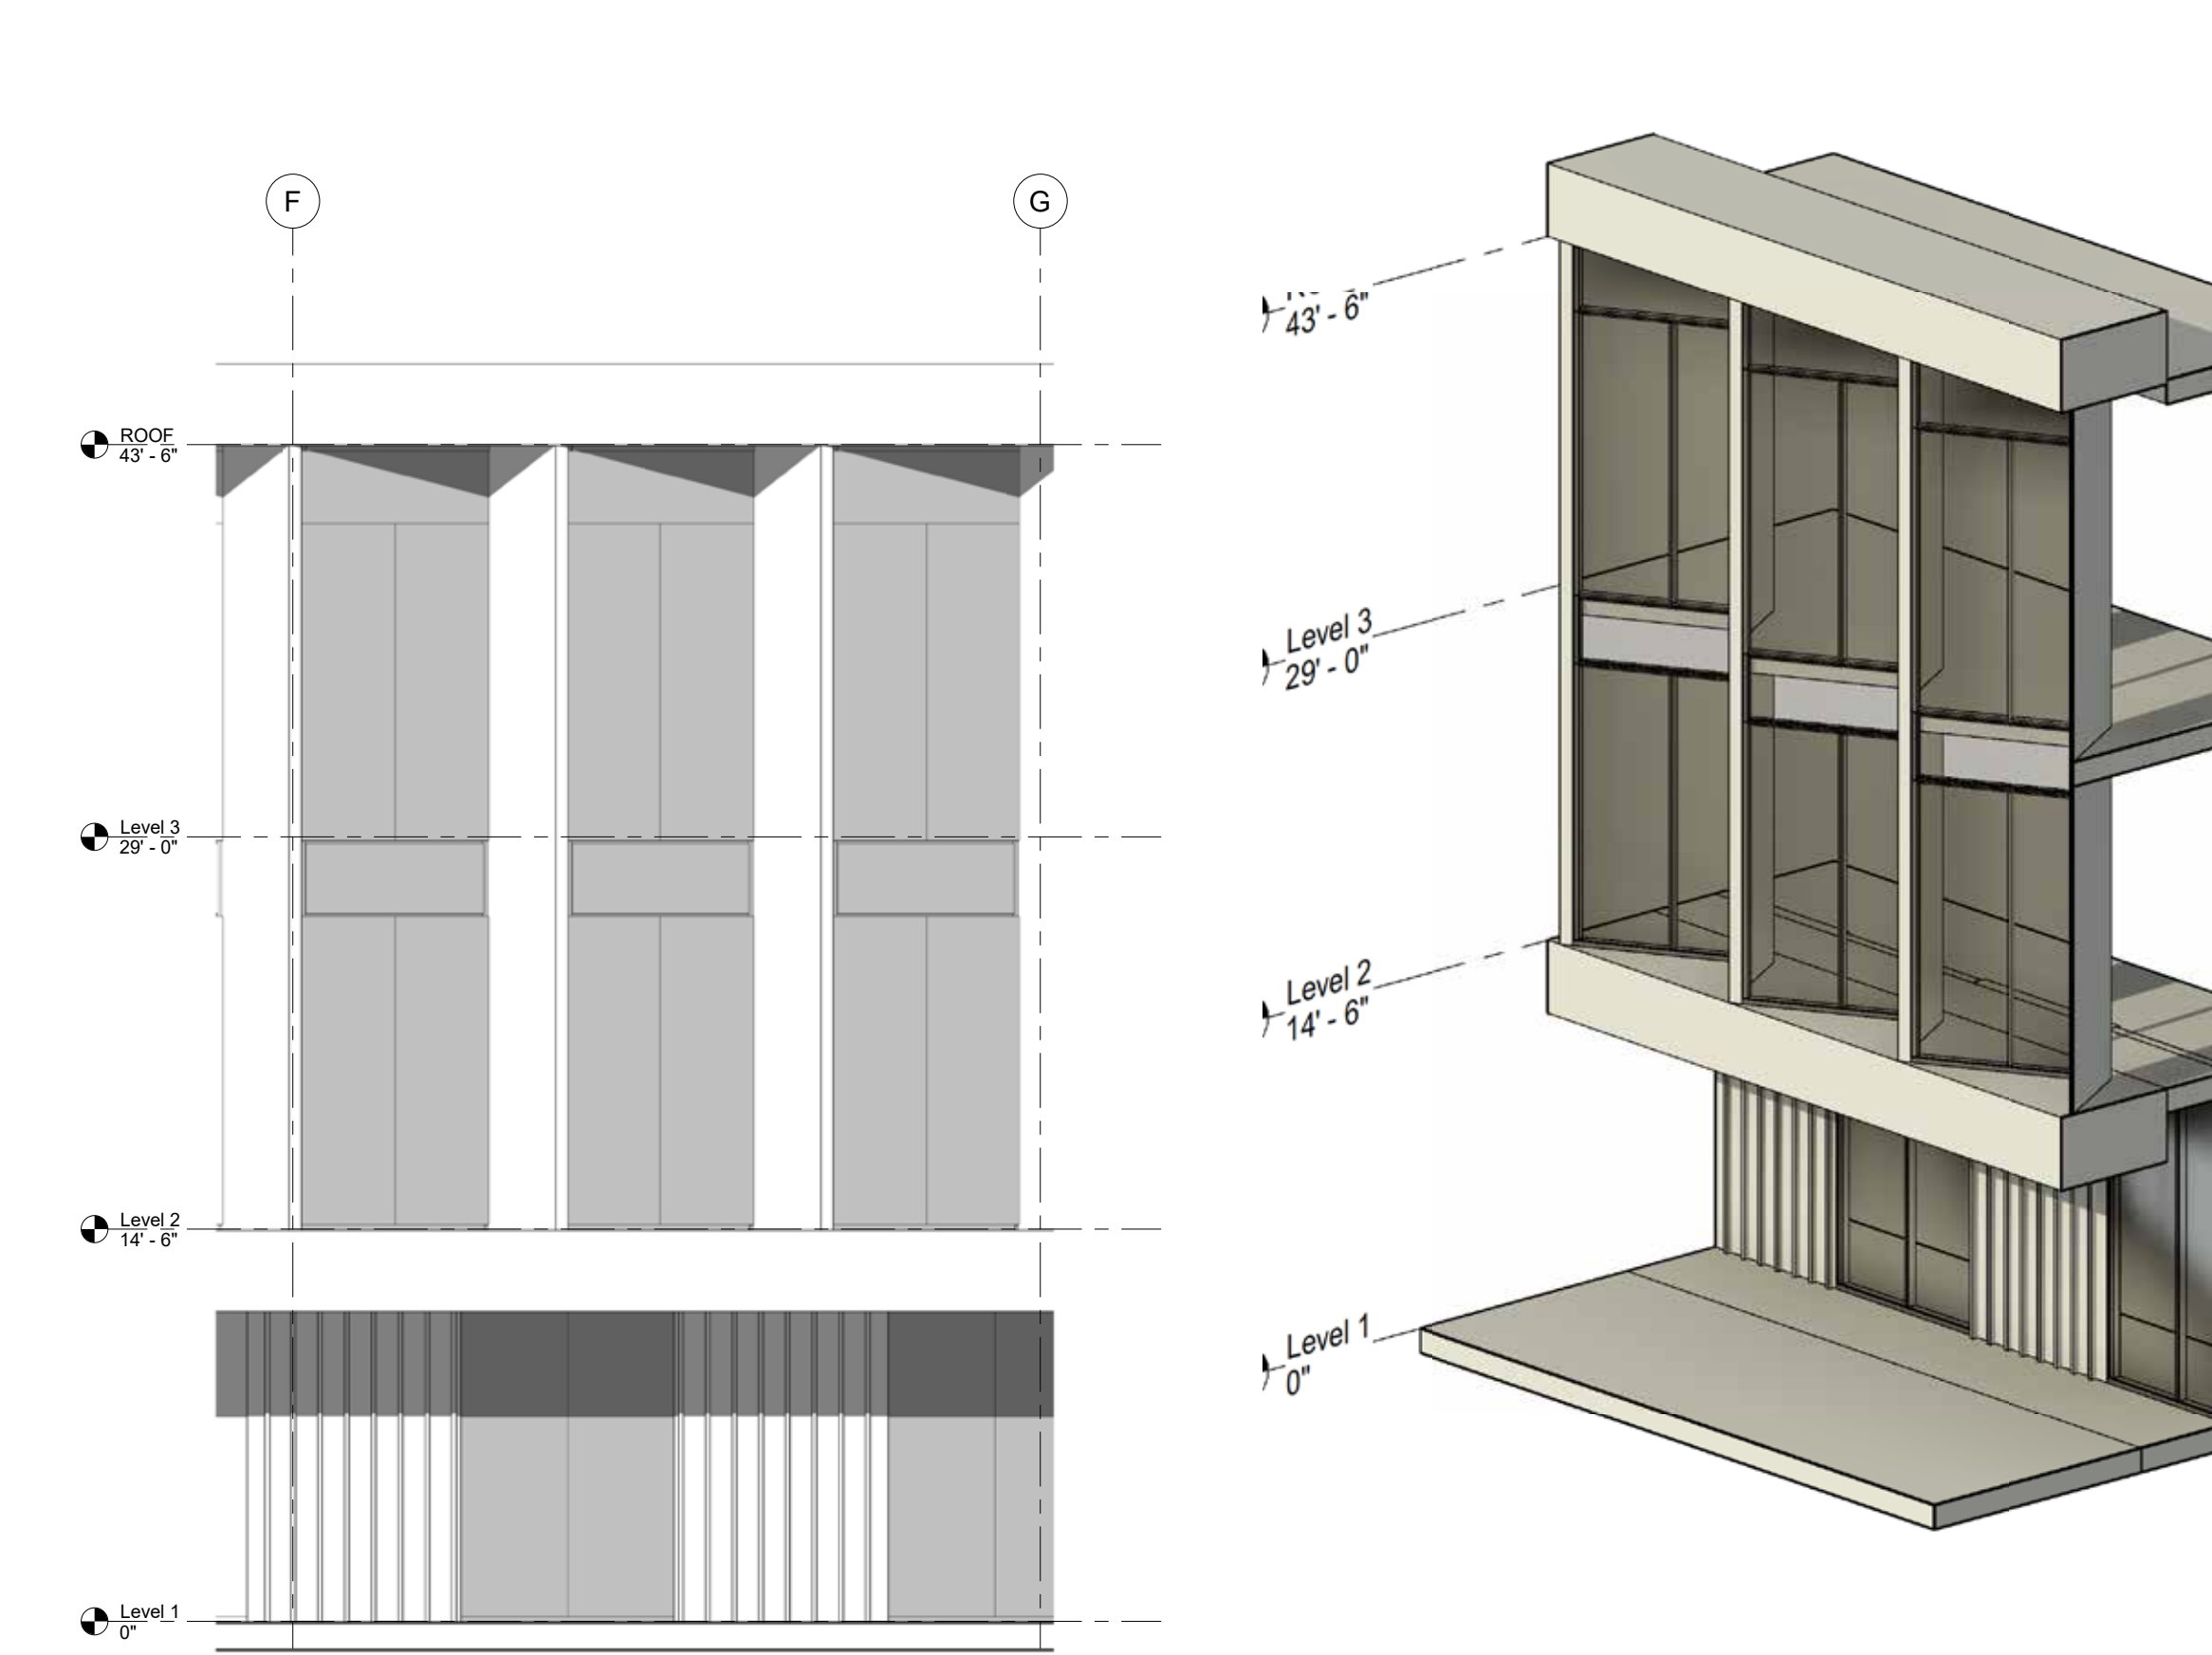 F
G
ROOF
43' - 6"
Level 3
29' - 0"
Level 2
14' - 6"
Level 1
0"
43' - 6"
Level 3
29' - 0"
Level 2
14' - 6"
Level 1
0"